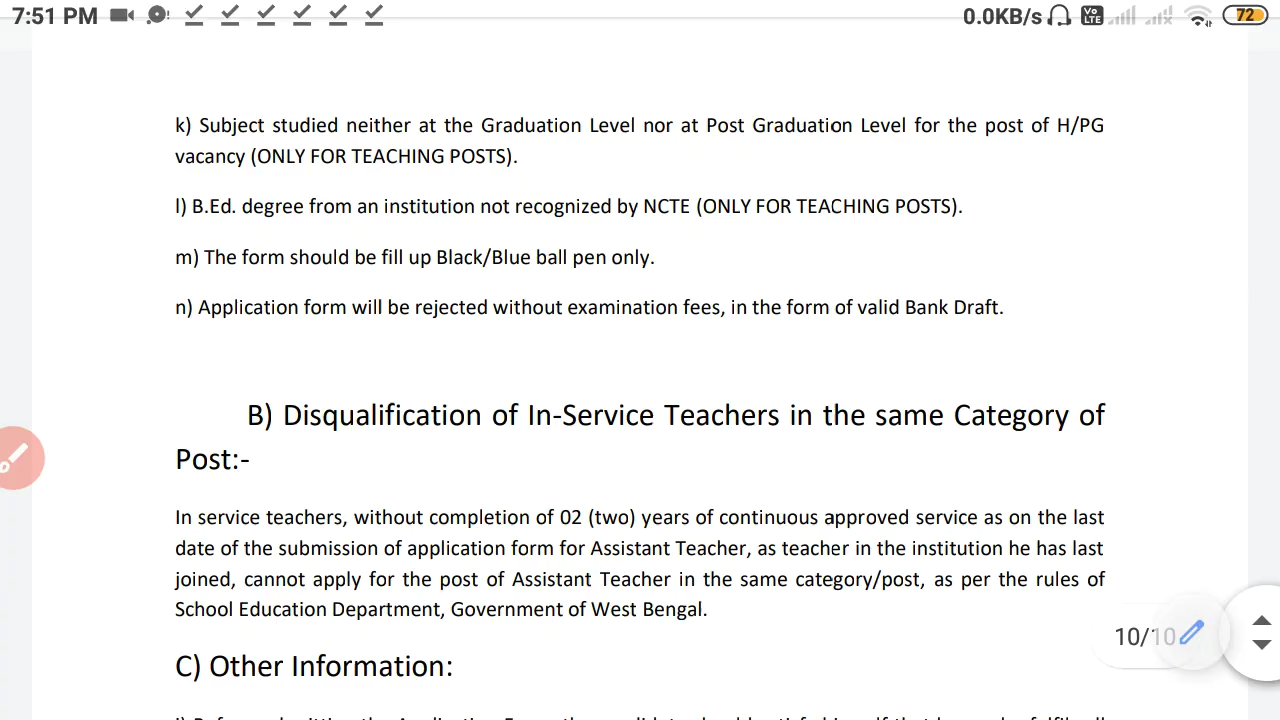 7:51 PM
0.0KB/s
Vo
LTE
72
k) Subject studied neither at the Graduation Level nor at Post Graduation Level for the post of H/PG
vacancy (ONLY FOR TEACHING POSTS).
l) B.Ed. degree from an institution not recognized by NCTE (ONLY FOR TEACHING POSTS).
m) The form should be fill up Black/Blue ball pen only.
n) Application form will be rejected without examination fees, in the form of valid Bank Draft.
B) Disqualification of In-Service Teachers in the same Category of
Post:-
In service teachers, without completion of 02 (two) years of continuous approved service as on the last
date of the submission of application form for Assistant Teacher, as teacher in the institution he has last
joined, cannot apply for the post of Assistant Teacher in the same category/post, as per the rules of
School Education Department, Government of West Bengal.
10/10
C) Other Information: